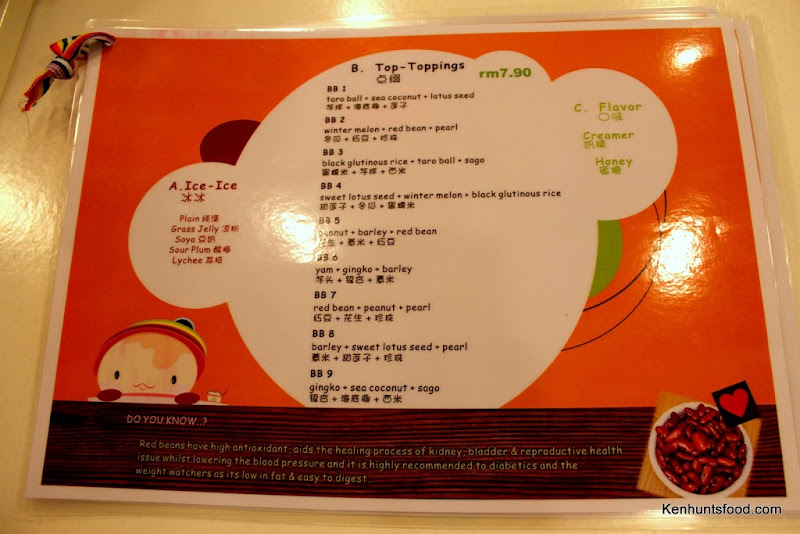 A.Ice-Ice
冰冰
Plain 純清
Grass Jelly 凉粉
Soya 豆奶
Sour Plum 酸梅
Lychee 荔枝
B. Top-Toppings
点缀
rm7.90
BB 1
taro ball + sea coconut + lotus seed
芋球 + 海底椰 + 莲子
BB 2
winter melon + red bean + pearl
冬瓜 + 红豆 + 珍珠
BB 3
black glutinous rice + taro ball + sago
黑糯米 + 芋球 + 西米
BB 4
sweet lotus seed + winter melon + black glutinous rice
甜莲子 + 冬瓜 + 黑糯米
BB 5
peanut + barley + red bean
花生 + 薏米 + 红豆
BB 6
yam + gingko + barley
芋头 + 银杏 + 薏米
BB 7
red bean + peanut + pearl
红豆 + 花生 + 珍珠
BB 8
barley + sweet lotus seed + pearl
薏米 + 甜莲子 + 珍珠
BB 9
gingko + sea coconut + sago
银杏 + 海底椰 + 西米
C. Flavor
口味
Creamer
奶精
Honey
蜜糖
DO YOU KNOW..?
Red beans have high antioxidant, aids the healing process of kidney, bladder & reproductive health
issue whilst lowering the blood pressure and it is highly recommended to diabetics and the
weight watchers as its low in fat & easy to digest..
Kenhuntsfood.com